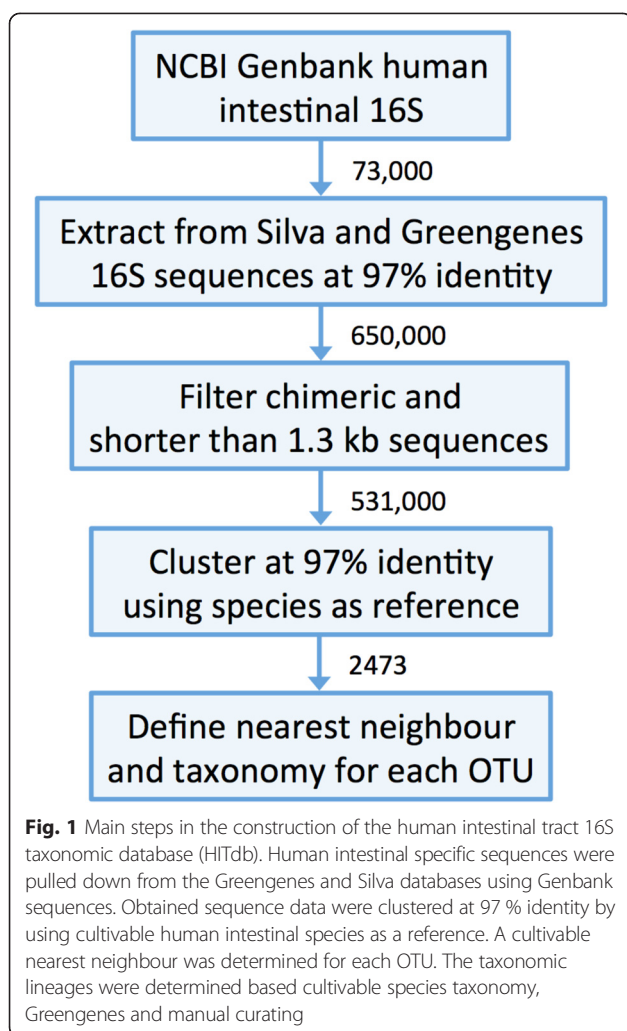 NCBI Genbank human
intestinal 16S
73,000
Extract from Silva and Greengenes
16S sequences at 97% identity
650,000
Filter chimeric and
shorter than 1.3 kb sequences
531,000
Cluster at 97% identity
using species as reference
2473
Define nearest neighbour
and taxonomy for each OTU
Fig. 1 Main steps in the construction of the human intestinal tract 16S
taxonomic database (HITdb). Human intestinal specific sequences were
pulled down from the Greengenes and Silva databases using Genbank
sequences. Obtained sequence data were clustered at 97 % identity by
using cultivable human intestinal species as a reference. A cultivable
nearest neighbour was determined for each OTU. The taxonomic
lineages were determined based cultivable species taxonomy,
Greengenes and manual curating